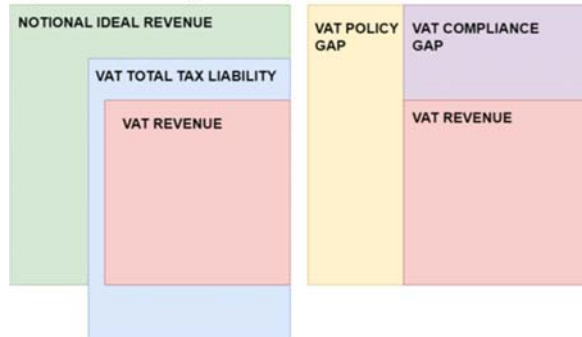 NOTIONAL IDEAL REVENUE
VAT TOTAL TAX LIABILITY
VAT REVENUE
VAT POLICY
GAP
VAT COMPLIANCE
GAP
VAT REVENUE